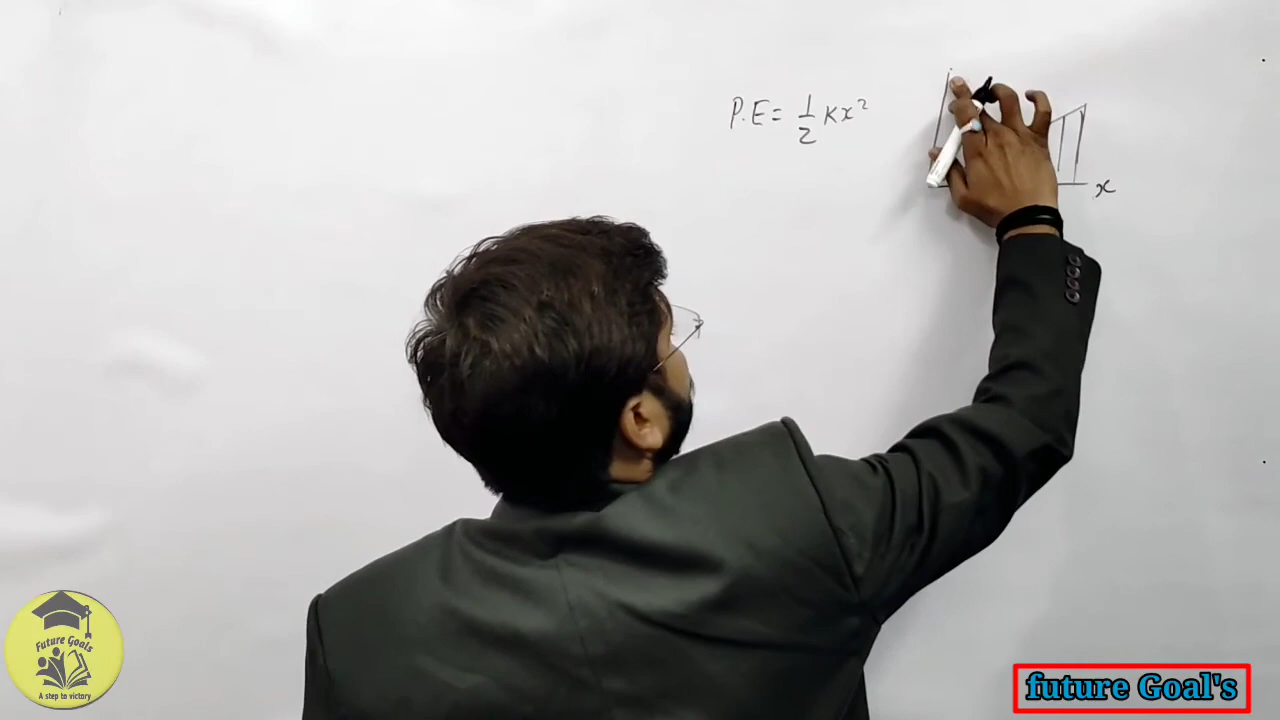 P.E = 1/2 Kx²
x
Future Goals
A step to victory
future Goal's